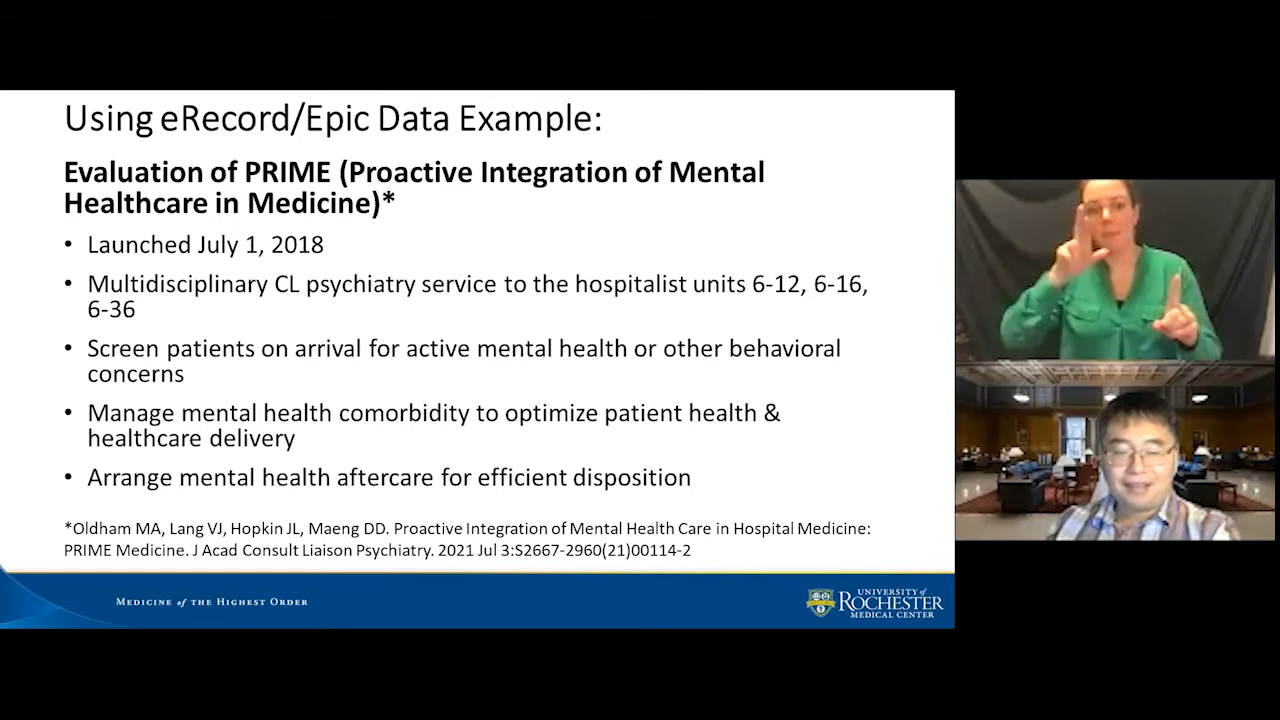 Using eRecord/Epic Data Example:
Evaluation of PRIME (Proactive Integration of Mental
Healthcare in Medicine)*
• Launched July 1, 2018
• Multidisciplinary CL psychiatry service to the hospitalist units 6-12, 6-16,
6-36
• Screen patients on arrival for active mental health or other behavioral
concerns
• Manage mental health comorbidity to optimize patient health &
healthcare delivery
• Arrange mental health aftercare for efficient disposition
*Oldham MA, Lang VJ, Hopkin JL, Maeng DD. Proactive Integration of Mental Health Care in Hospital Medicine:
PRIME Medicine. J Acad Consult Liaison Psychiatry. 2021 Jul 3:S2667-2960(21)00114-2
MEDICINE of THE HIGHEST ORDER
UNIVERSITY of
ROCHESTER
MEDICAL CENTER